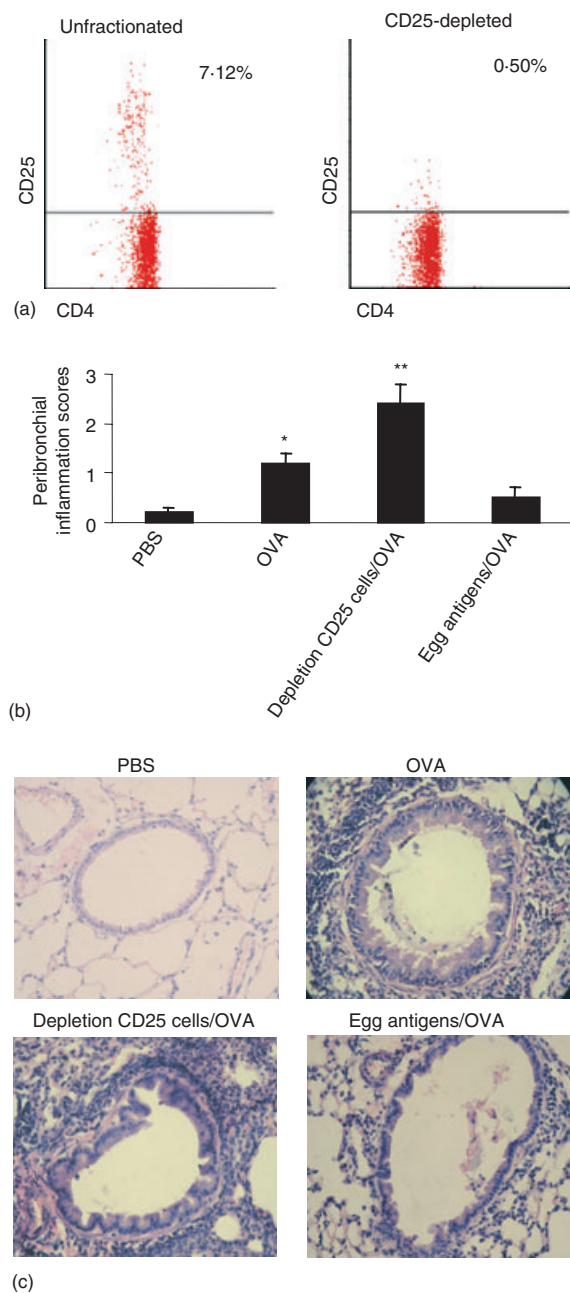 Unfractionated
CD25-depleted
7·12%
0·50%
CD25
CD25
CD4
CD4
(a)
Peribronchial
inflammation scores
3
2
1
0
*
**
PBS
OVA
Depletion CD25 cells/OVA
Egg antigens/OVA
(b)
PBS
OVA
Depletion CD25 cells/OVA
Egg antigens/OVA
(c)